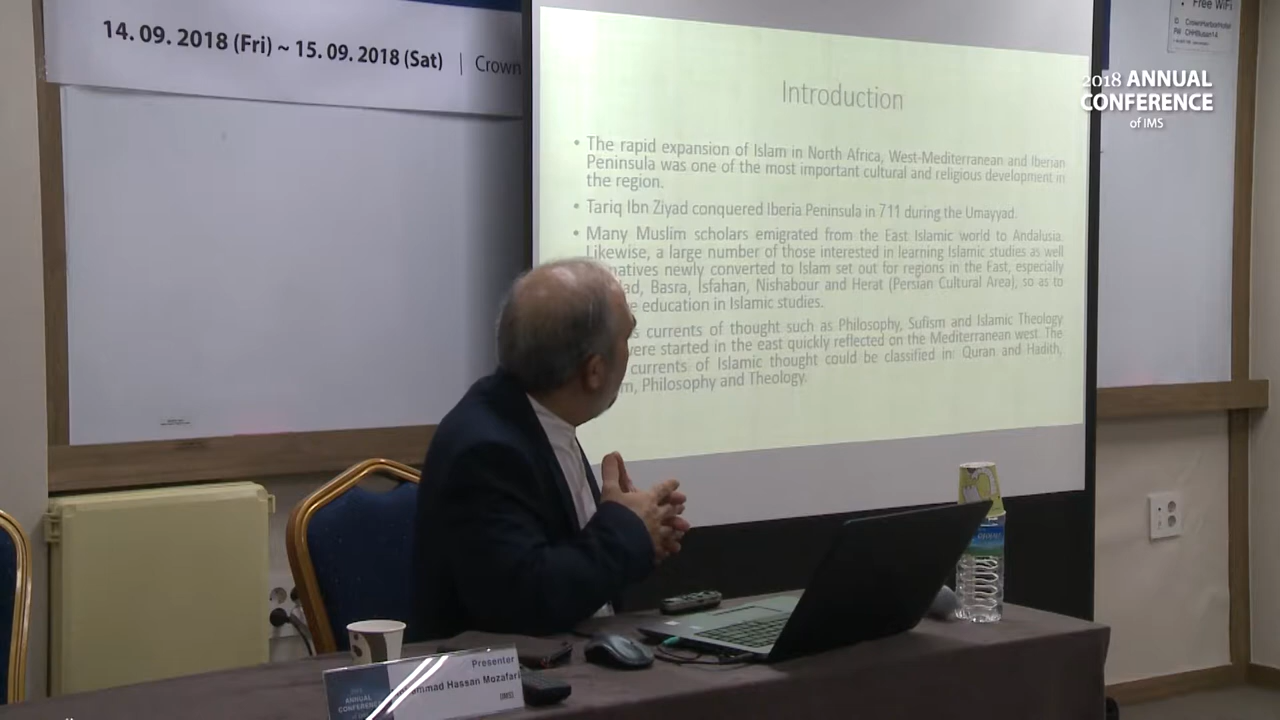 14. 09. 2018 (Fri) ~ 15. 09. 2018 (Sat) | Crown
Free WiFi
ID CrownHarborHotel
PW CHHBusan14
2018 ANNUAL
CONFERENCE
of IMS
Introduction
• The rapid expansion of Islam in North Africa, West-Mediterranean and Iberian
Peninsula was one of the most important cultural and religious development in
the region.
• Tariq Ibn Ziyad conquered Iberia Peninsula in 711 during the Umayyad.
• Many Muslim scholars emigrated from the East Islamic world to Andalusia.
Likewise, a large number of those interested in learning Islamic studies as well
natives newly converted to Islam set out for regions in the East, especially
Basra, Isfahan, Nishabour and Herat (Persian Cultural Area), so as to
education in Islamic studies.
currents of thought such as Philosophy, Sufism and Islamic Theology
were started in the east quickly reflected on the Mediterranean west. The
currents of Islamic thought could be classified in: Quran and Hadith,
Philosophy and Theology.
Presenter
Hassan Mozafari
(IMS)
ANNUAL
CONFERENCE